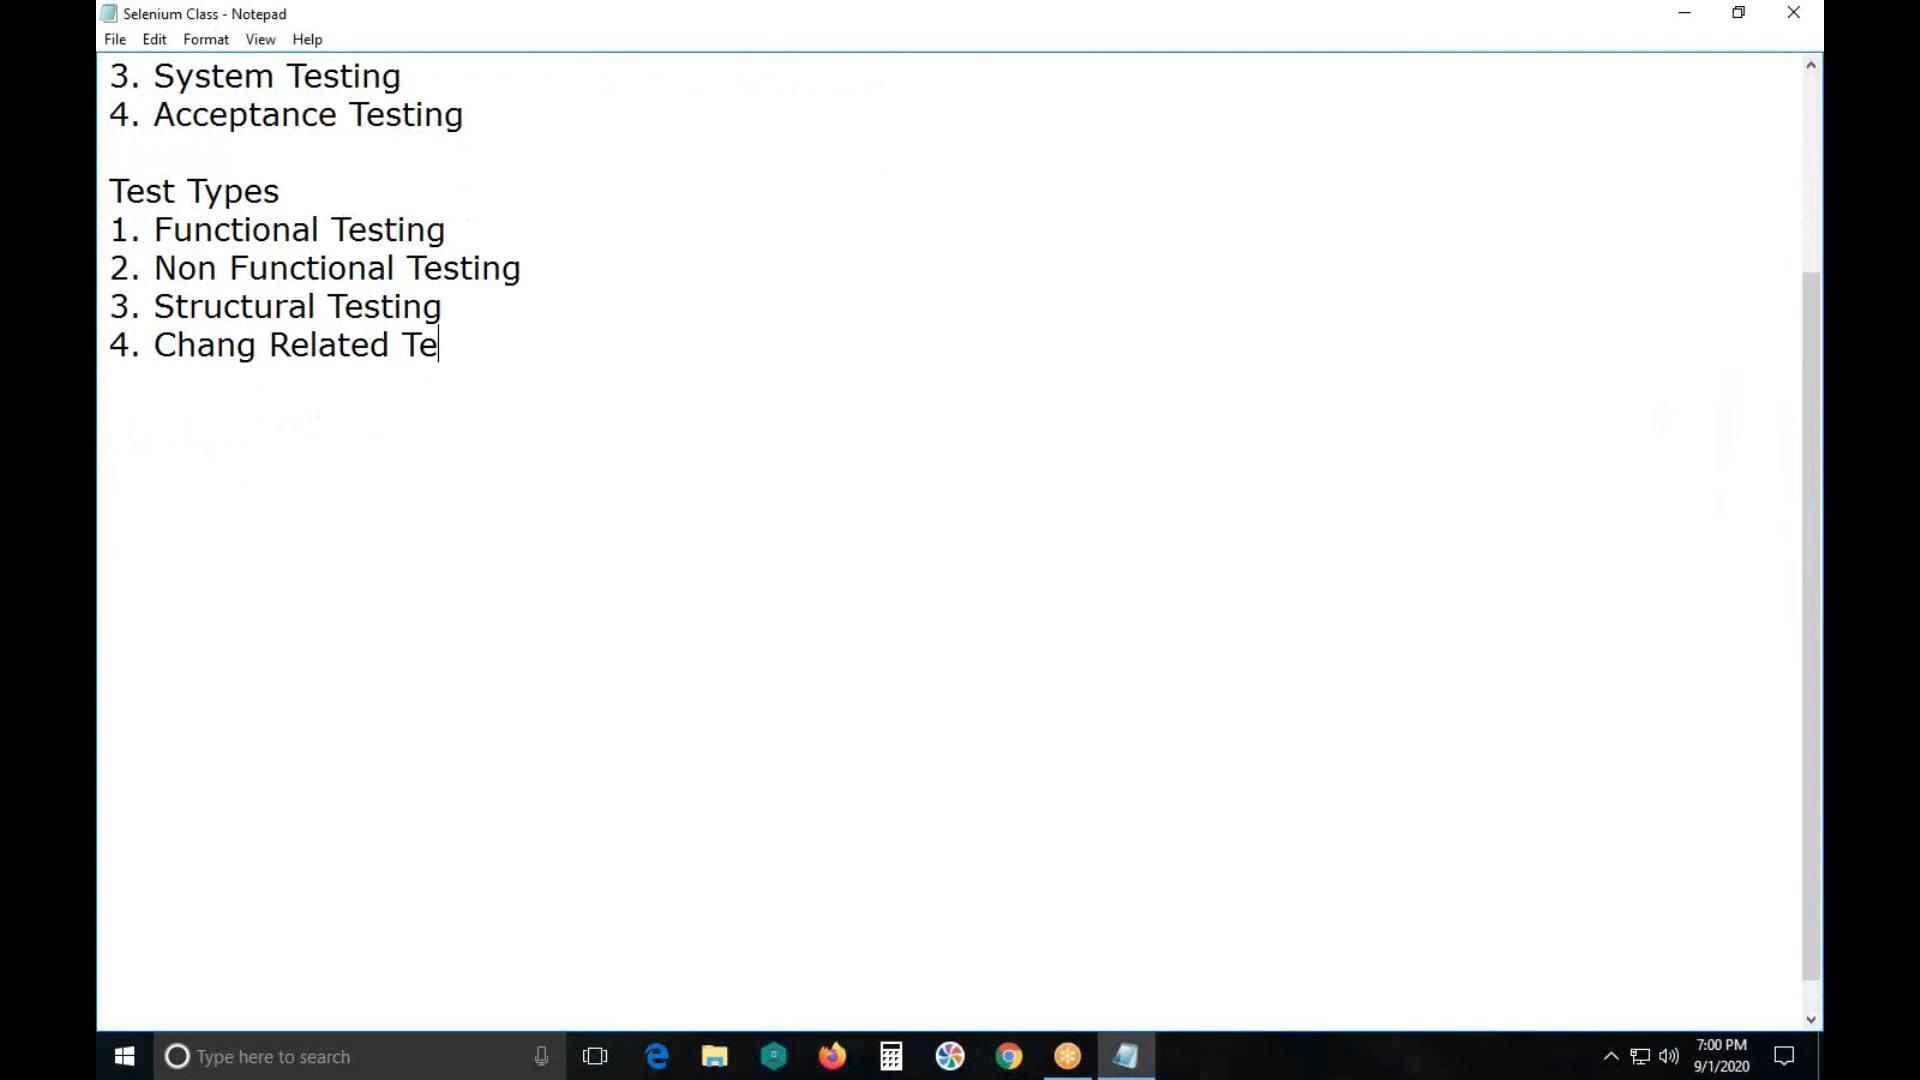 Selenium Class - Notepad
File Edit Format View Help
3. System Testing
4. Acceptance Testing
Test Types
1. Functional Testing
2. Non Functional Testing
3. Structural Testing
4. Chang Related Te
Type here to search
7:00 PM
9/1/2020